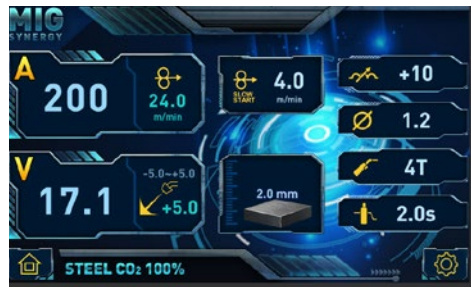 MIG
SYNERGY
A
200
24.0
m/min
SLOW
START
4.0
m/min
+10
1.2
V
17.1
-5.0~+5.0
+5.0
2.0 mm
4T
2.0s
STEEL CO₂ 100%